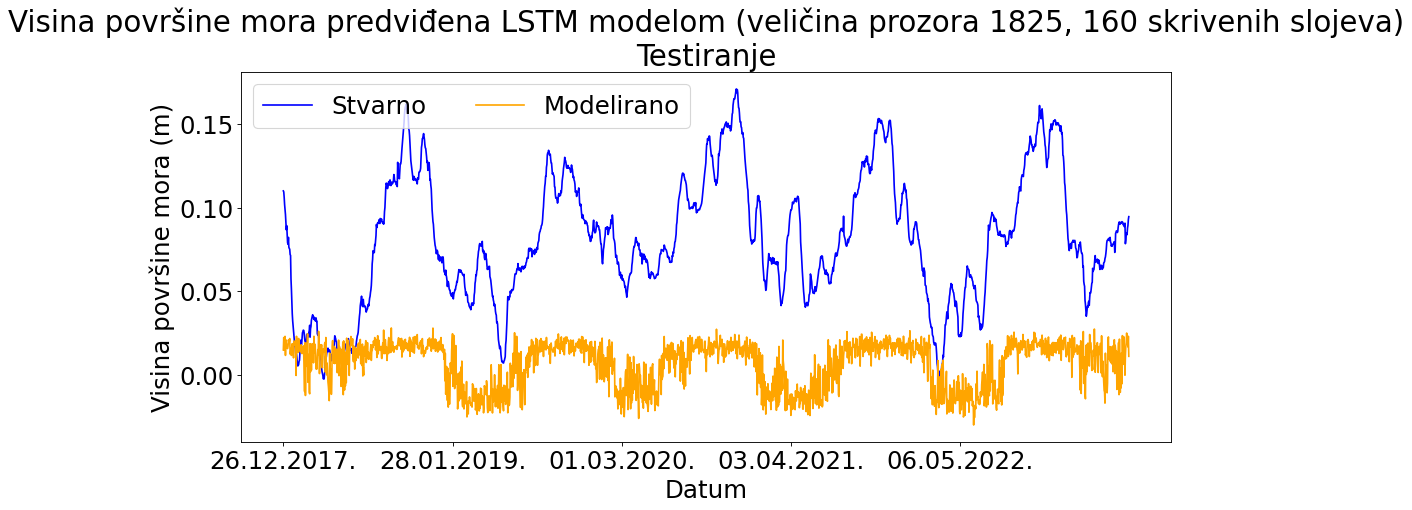 Visina površine mora predviđena LSTM modelom (veličina prozora 1825, 160 skrivenih slojeva)
Testiranje
Stvarno Modelirano
Visina površine mora (m)
0.15
0.10
0.05
0.00
26.12.2017. 28.01.2019. 01.03.2020. 03.04.2021. 06.05.2022.
Datum